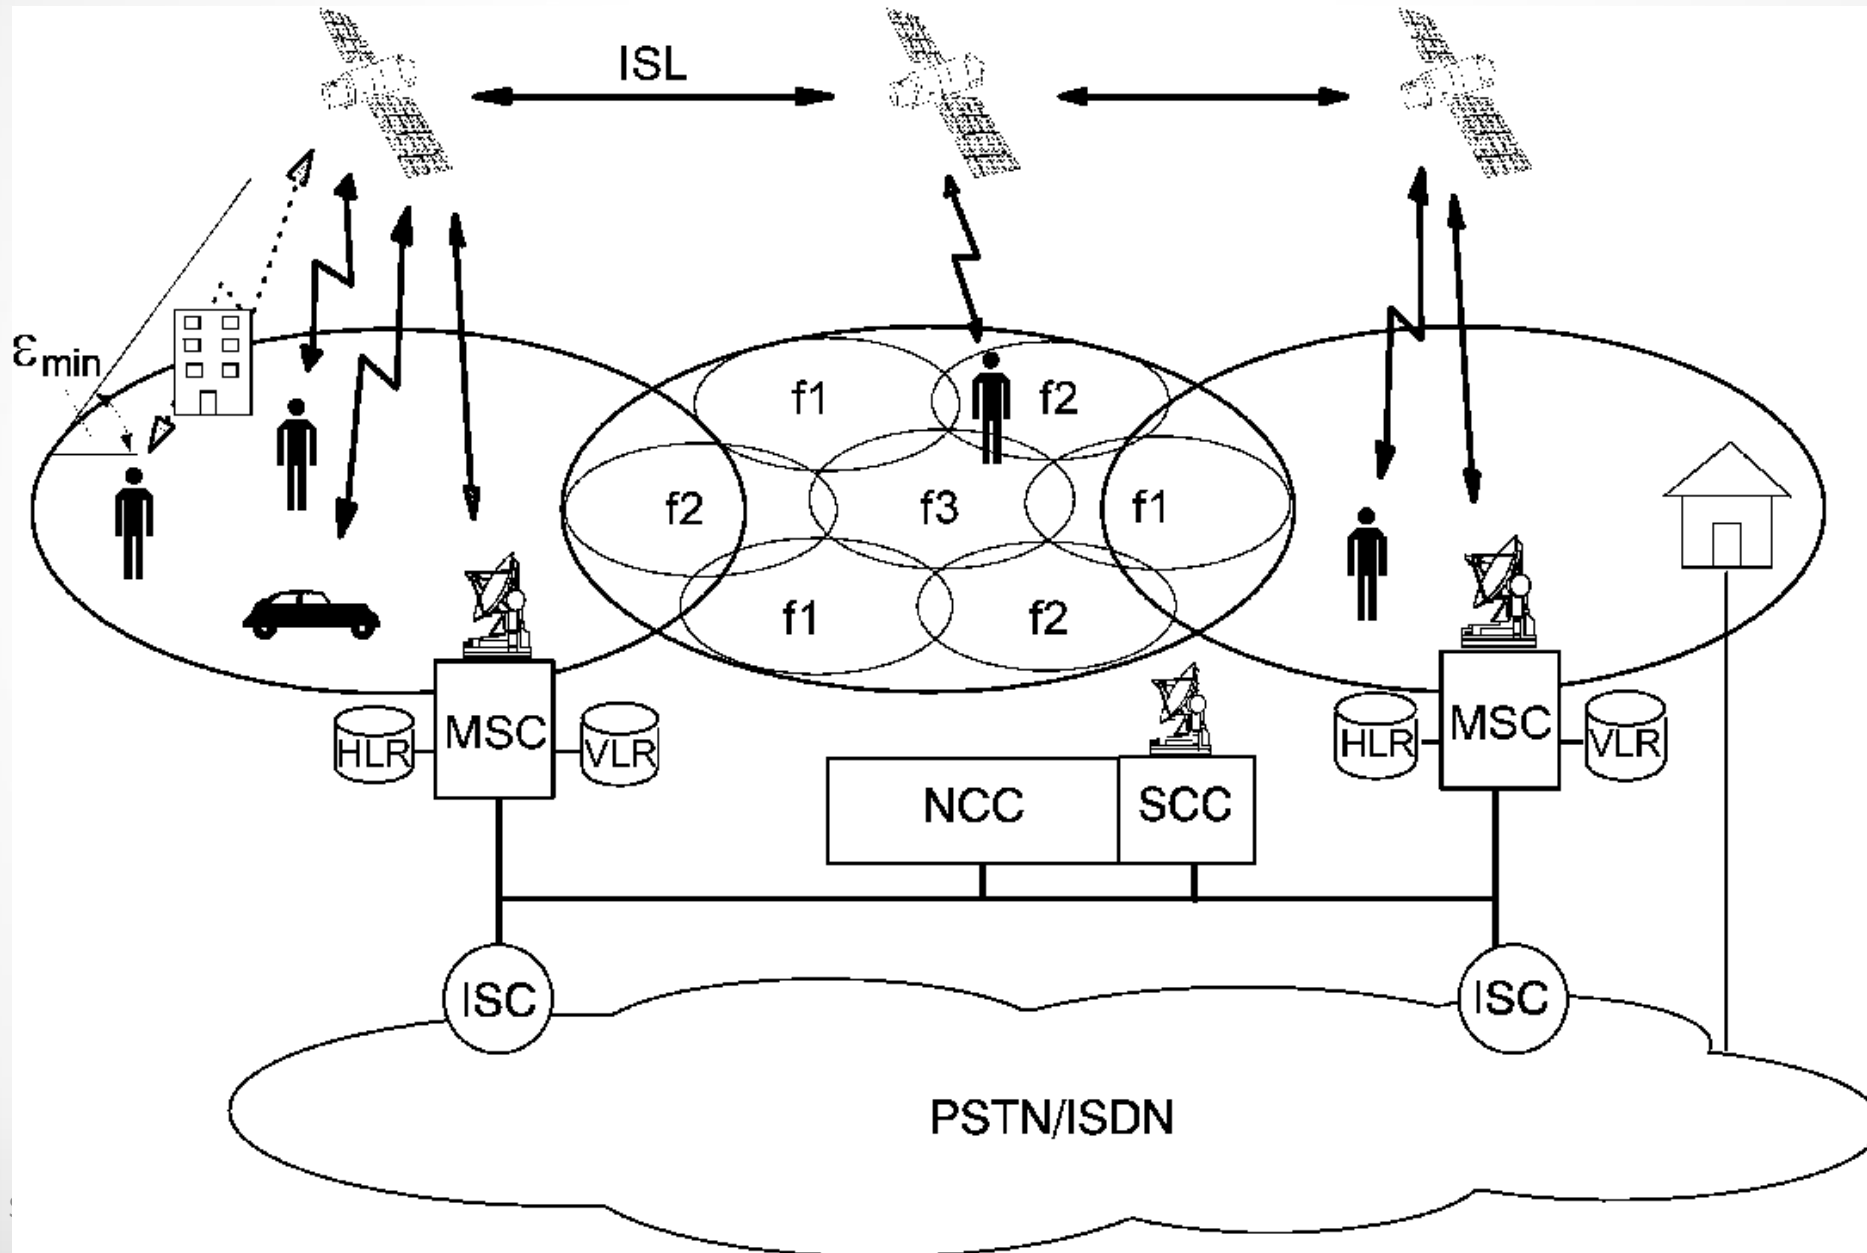 ISL
εmin
f1
f2
f2
f3
f1
f1
f2
HLR
MSC
VLR
NCC
SCC
HLR
MSC
VLR
ISC
ISC
PSTN/ISDN